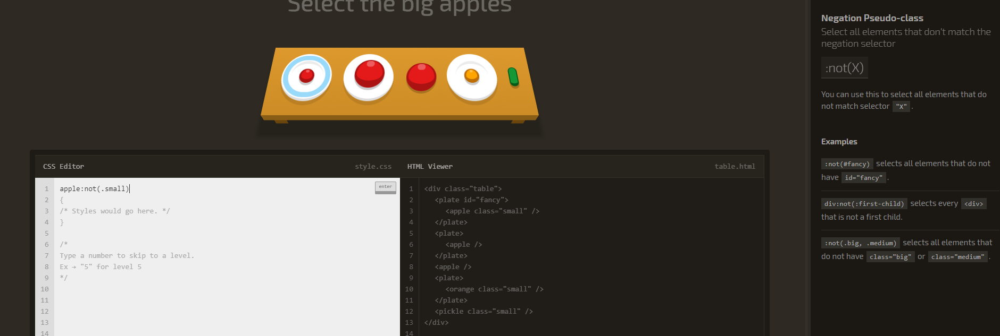 Select the big apples
CSS Editor
style.css
1 apple:not(.small)
enter
2 {
3 /* Styles would go here. */
4 }
5
6 /*
7 Type a number to skip to a level.
8 Ex → "5" for level 5
9 */
10
11
12
13
14
HTML Viewer
table.html
1 <div class="table">
2 <plate id="fancy">
3 <apple class="small" />
4 </plate>
5 <plate>
6 <apple />
7 </plate>
8 <apple />
9 <plate>
10 <orange class="small" />
11 </plate>
12 <pickle class="small" />
13 </div>
14
Negation Pseudo-class
Select all elements that don't match the
negation selector
:not(X)
You can use this to select all elements that do
not match selector "X" .
Examples
:not(#fancy) selects all elements that do not
have id="fancy" .
div:not(:first-child) selects every <div>
that is not a first child.
:not(.big, .medium) selects all elements that
do not have class="big" or class="medium" .